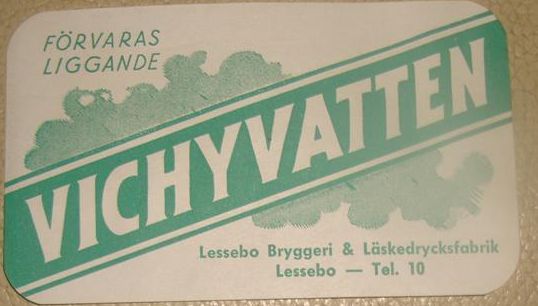 FÖRVARAS
LIGGANDE
VICHYVATTEN
Lessebo Bryggeri & Läskedrycksfabrik
Lessebo — Tel. 10